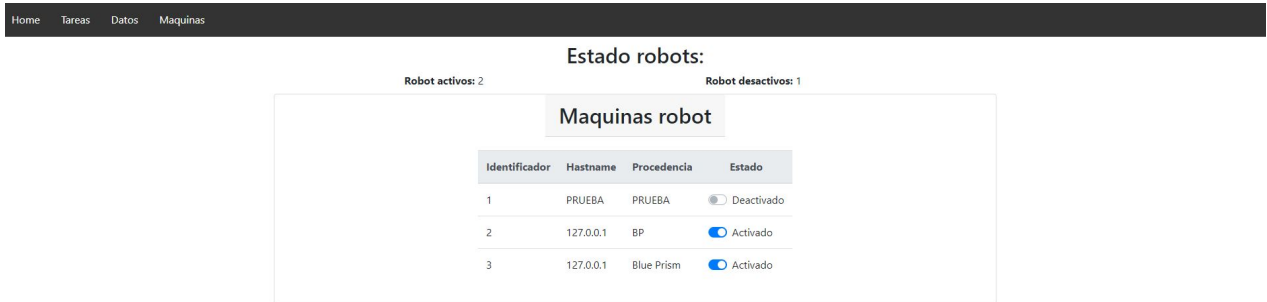 Home Tareas Datos Maquinas
Estado robots:
Robot activos: 2 Robot desactivos: 1
Maquinas robot
Identificador Hastname Procedencia Estado
1 PRUEBA PRUEBA Deactivado
2 127.0.0.1 BP Activado
3 127.0.0.1 Blue Prism Activado